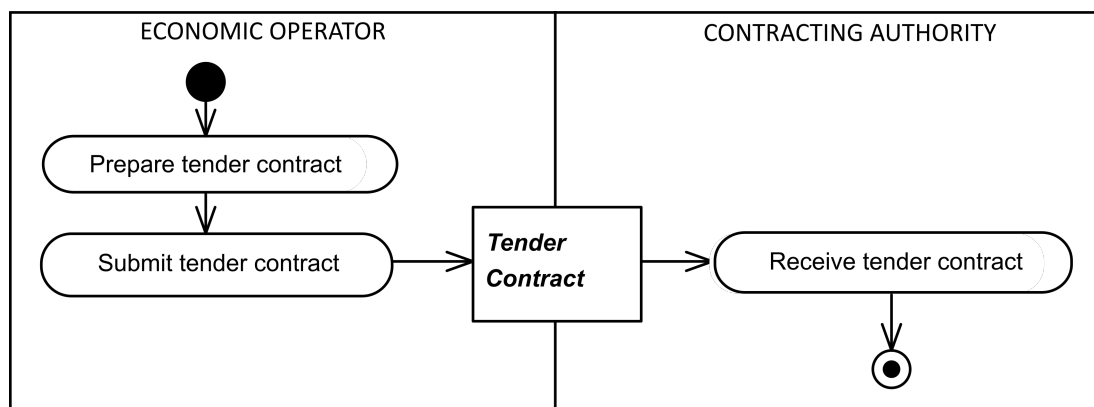 ECONOMIC OPERATOR
CONTRACTING AUTHORITY
Prepare tender contract
Submit tender contract
Tender
Contract
Receive tender contract